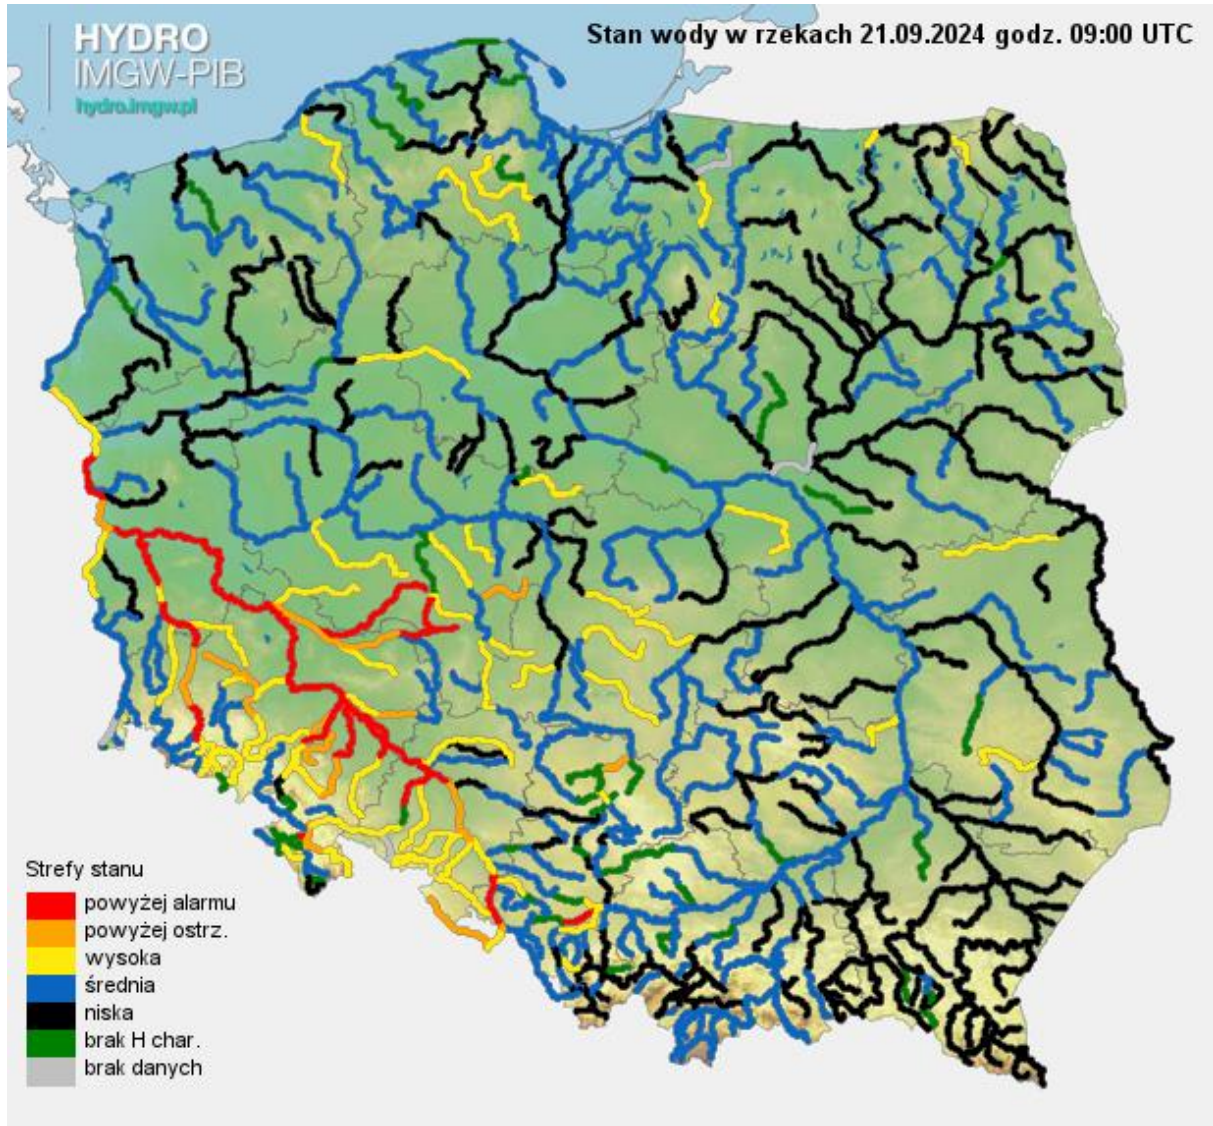 HYDRO
IMGW-PIB
hydro.imgw.pl
Stan wody w rzekach 21.09.2024 godz. 09:00 UTC
Strefy stanu
powyżej alarmu
powyżej ostrz.
wysoka
średnia
niska
brak H char.
brak danych